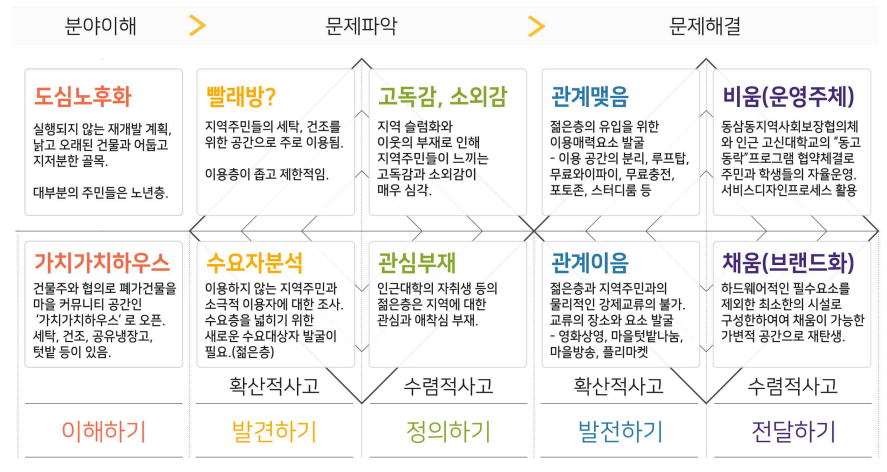 분야이해
문제파악
문제해결
도심노후화
실행되지 않는 재개발 계획,
낡고 오래된 건물과 어둡고
지저분한 골목.
대부분의 주민들은 노년층.
빨래방?
지역주민들의 세탁, 건조를
위한 공간으로 주로 이용됨.
이용층이 좁고 제한적임.
고독감, 소외감
지역 슬럼화와
이웃의 부재로 인해
지역주민들이 느끼는
고독감과 소외감이
매우 심각.
관계맺음
젊은층의 유입을 위한
이용매력요소 발굴
- 이용 공간의 분리, 루프탑,
무료와이파이, 무료충전,
포토존, 스터디룸 등
비움(운영주체)
동삼동지역사회보장협의체
와 인근 고신대학교의 "동고
동락"프로그램 협약체결로
주민과 학생들의 자율운영.
서비스디자인프로세스 활용
가치가치하우스
건물주와 협의로 폐가건물을
마을 커뮤니티 공간인
'가치가치하우스' 로 오픈.
세탁, 건조, 공유냉장고,
텃밭 등이 있음.
수요자분석
이용하지 않는 지역주민과
소극적 이용자에 대한 조사.
수요층을 넓히기 위한
새로운 수요대상자 발굴이
필요.(젊은층)
관심부재
인근대학의 자취생 등의
젊은층은 지역에 대한
관심과 애착심 부재.
관계이음
젊은층과 지역주민과의
물리적인 강제교류의 불가.
교류의 장소와 요소 발굴
- 영화상영, 마을텃밭나눔,
마을방송, 플리마켓
채움(브랜드화)
하드웨어적인 필수요소를
제외한 최소한의 시설로
구성한하여여 채움이 가능한
가변적 공간으로 재탄생.
확산적사고
수렴적사고
확산적사고
수렴적사고
이해하기
발견하기
정의하기
발전하기
전달하기